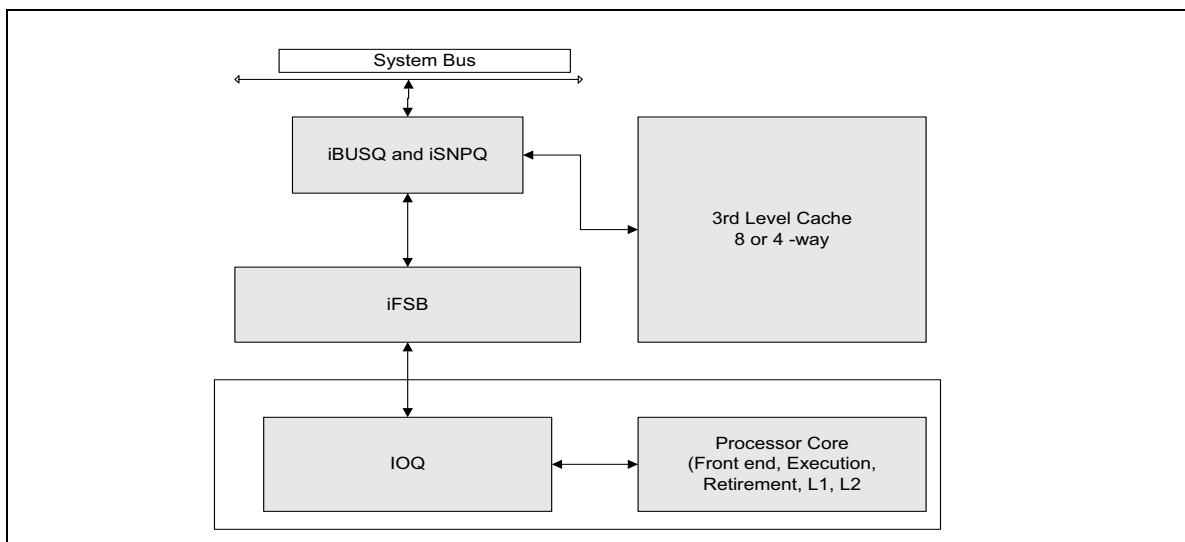 System Bus
iBUSQ and iSNPQ
3rd Level Cache
8 or 4 -way
iFSB
IOQ
Processor Core
(Front end, Execution,
Retirement, L1, L2